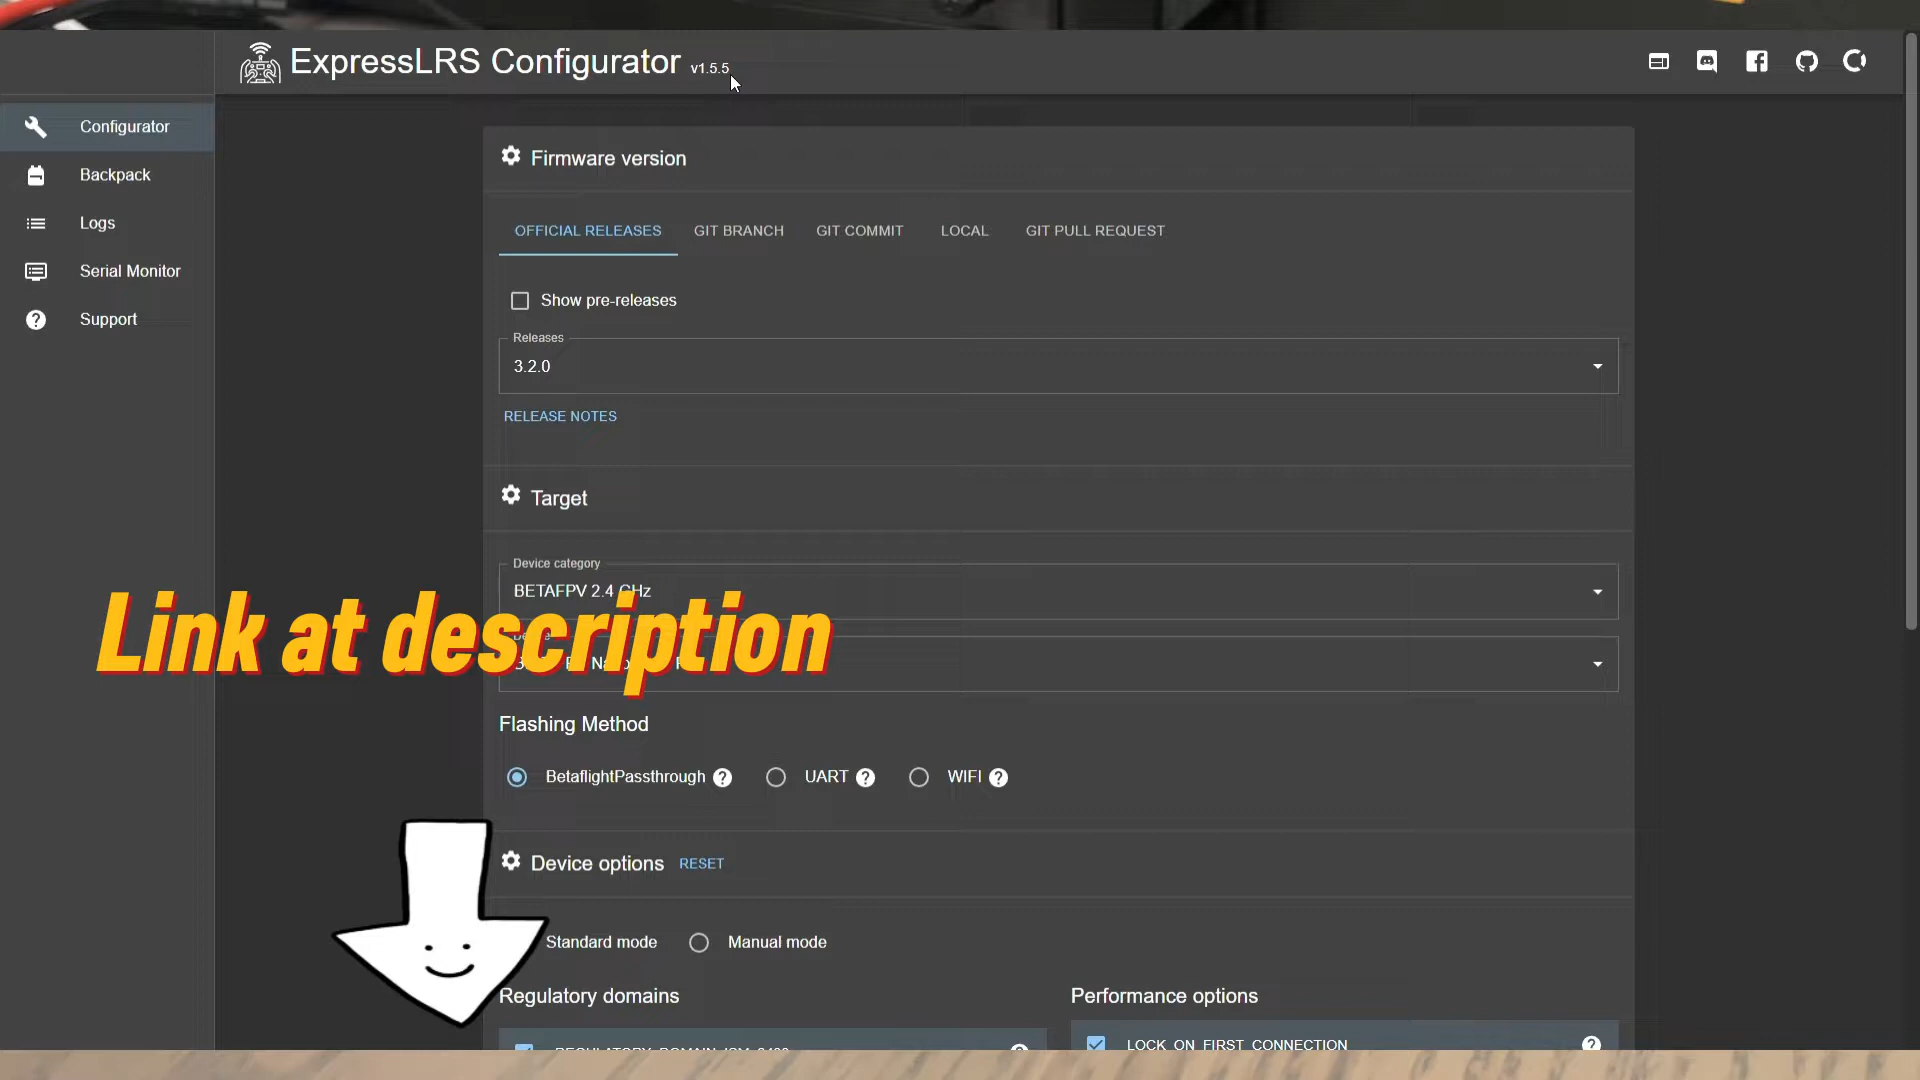 ExpressLRS Configurator v1.5.5
Configurator
Backpack
Logs
Serial Monitor
Support
Firmware version
OFFICIAL RELEASES GIT BRANCH GIT COMMIT LOCAL GIT PULL REQUEST
Show pre-releases
Releases
3.2.0
RELEASE NOTES
Target
Device category
BETAFPV 2.4 GHz
Link at description
Flashing Method
BetaflightPassthrough UART WIFI
Device options RESET
Standard mode Manual mode
Regulatory domains
Performance options
LOCK_ON_FIRST_CONNECTION